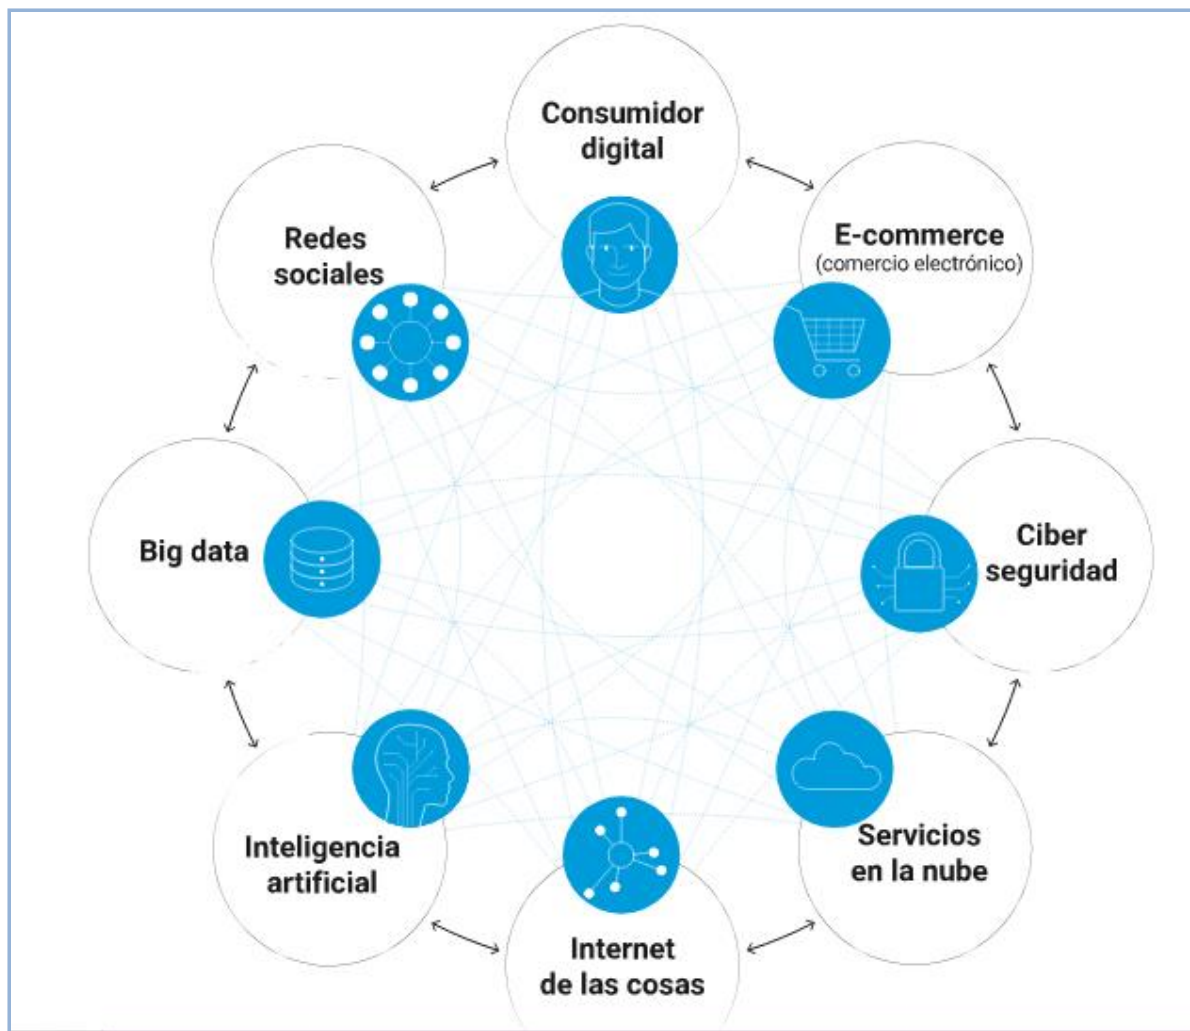 Consumidor
digital
E-commerce
(comercio electrónico)
Ciber
seguridad
Servicios
en la nube
Internet
de las cosas
Inteligencia
artificial
Big data
Redes
sociales